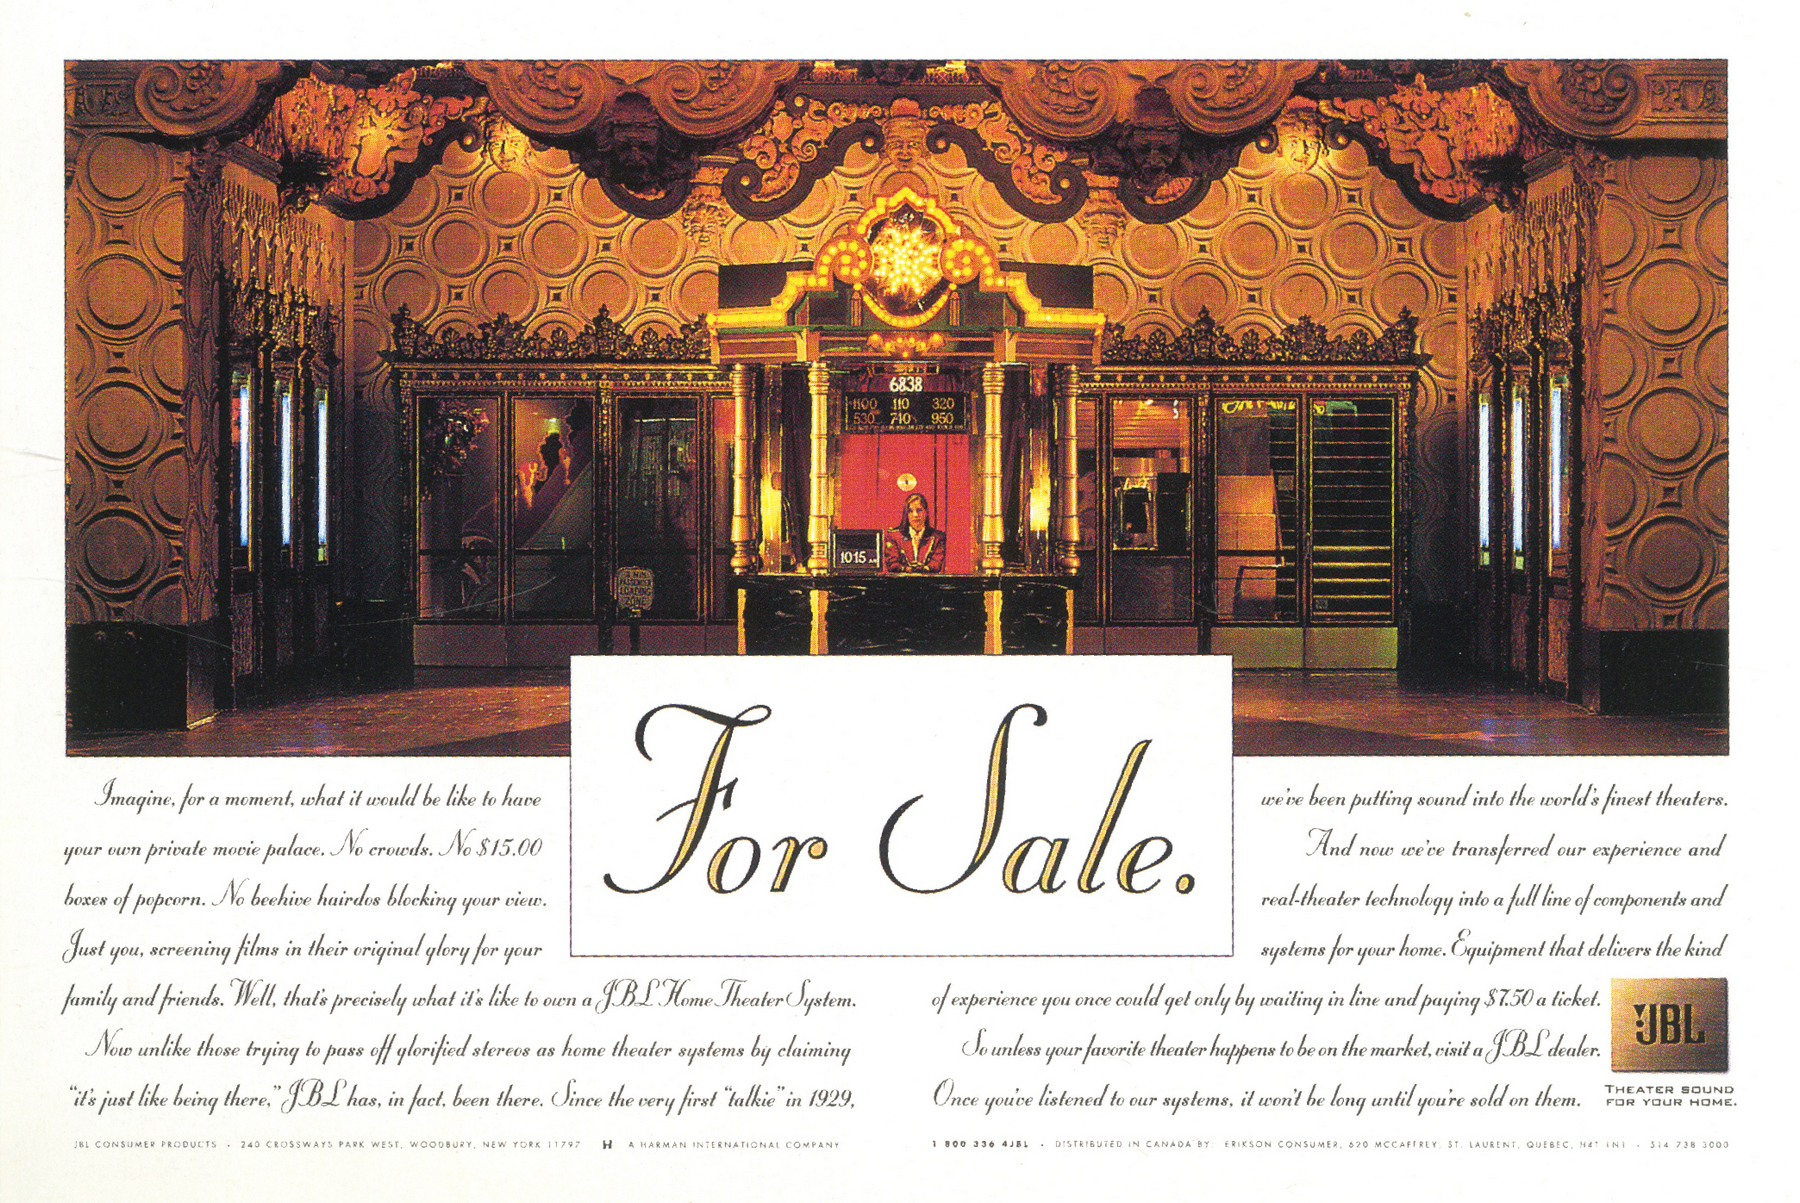 6838
1100 110 320
530 710 950
1015 AM
For Sale.
Imagine, for a moment, what it would be like to have
your own private movie palace. No crowds. No $15.00
boxes of popcorn. No beehive hairdos blocking your view.
Just you, screening films in their original glory for your
family and friends. Well, that's precisely what it's like to own a JBL Home Theater System.
Now unlike those trying to pass off glorified stereos as home theater systems by claiming
"it's just like being there," JBL has, in fact, been there. Since the very first "talkie" in 1929,
we've been putting sound into the world's finest theaters.
And now we've transferred our experience and
real-theater technology into a full line of components and
systems for your home. Equipment that delivers the kind
of experience you once could get only by waiting in line and paying $7.50 a ticket.
So unless your favorite theater happens to be on the market, visit a JBL dealer.
Once you've listened to our systems, it won't be long until you're sold on them.
JBL
THEATER SOUND
FOR YOUR HOME.
JBL CONSUMER PRODUCTS • 240 CROSSWAYS PARK WEST, WOODBURY, NEW YORK 11797 H A HARMAN INTERNATIONAL COMPANY
1 800 336 4JBL • DISTRIBUTED IN CANADA BY: ERIKSON CONSUMER, 620 MCCAFFREY, ST. LAURENT, QUEBEC, H4T 1N1 • 514 738 3000